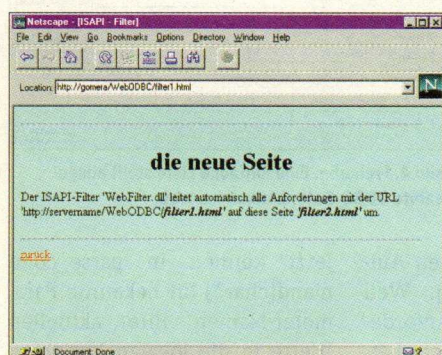 Netscape - [ISAPI - Filter]
File Edit View Go Bookmarks Options Directory Window Help
Location: http://gomera/WebODBC/filter1.html
N
die neue Seite
Der ISAPI-Filter 'WebFilter.dll' leitet automatisch alle Anforderungen mit der URL
'http://servername/WebODBC/filter1.html' auf diese Seite 'filter2.html' um.
zurück
Document: Done